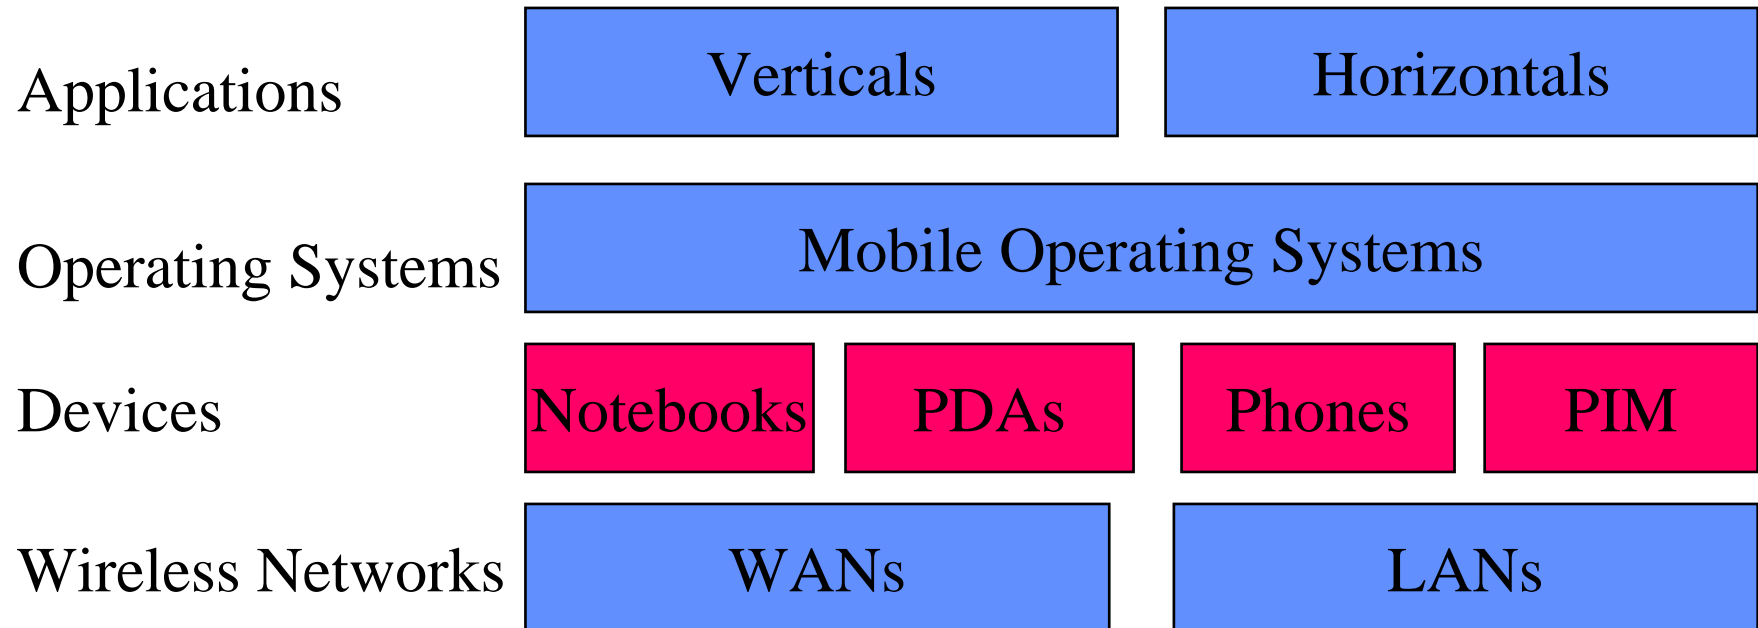 Applications
Verticals
Horizontals
Operating Systems
Mobile Operating Systems
Devices
Notebooks
PDAs
Phones
PIM
Wireless Networks
WANs
LANs